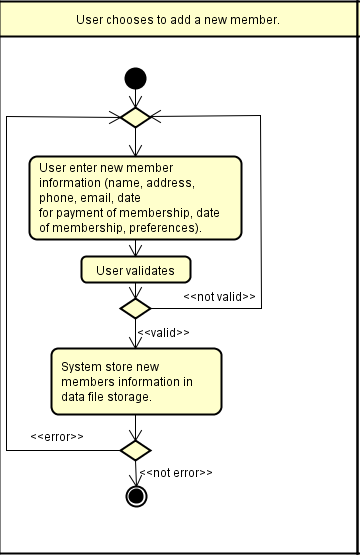 User chooses to add a new member.
User enter new member
information (name, address,
phone, email, date
for payment of membership, date
of membership, preferences).
User validates
<<not valid>>
<<valid>>
System store new
members information in
data file storage.
<<error>>
<<not error>>